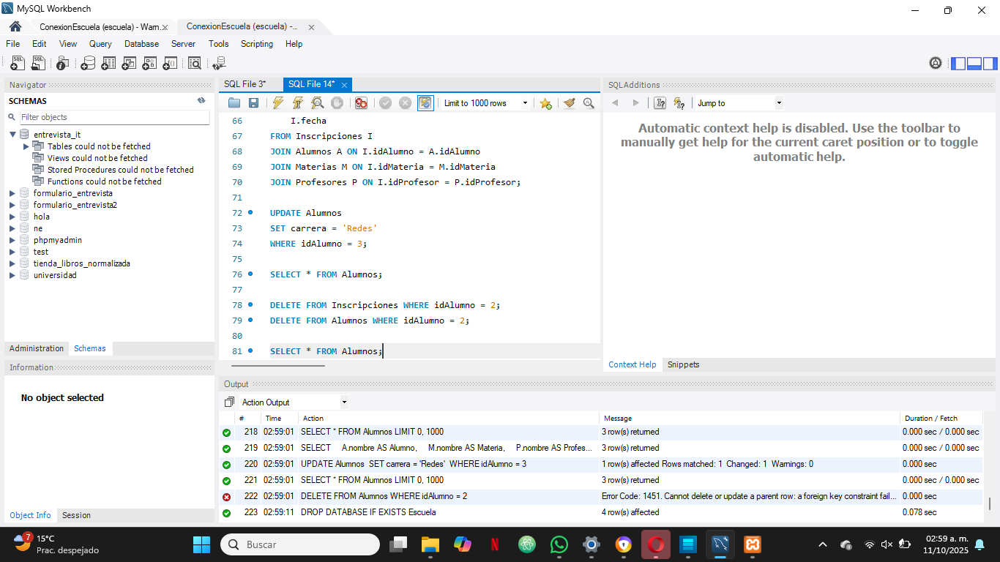 MySQL Workbench
ConexionEscuela (escuela) - Warn...
ConexionEscuela (escuela) -...
File Edit View Query Database Server Tools Scripting Help
Navigator
SCHEMAS
Filter objects
entrevista_it
Tables could not be fetched
Views could not be fetched
Stored Procedures could not be fetched
Functions could not be fetched
formulario_entrevista
formulario_entrevista2
hola
ne
phpmyadmin
test
tienda_libros_normalizada
universidad
Administration Schemas
Information
No object selected
Object Info Session
SQL File 3* SQL File 14*
Limit to 1000 rows
66 I.fecha
67 FROM Inscripciones I
68 JOIN Alumnos A ON I.idAlumno = A.idAlumno
69 JOIN Materias M ON I.idMateria = M.idMateria
70 JOIN Profesores P ON I.idProfesor = P.idProfesor;
71
72 UPDATE Alumnos
73 SET carrera = 'Redes'
74 WHERE idAlumno = 3;
75
76 SELECT * FROM Alumnos;
77
78 DELETE FROM Inscripciones WHERE idAlumno = 2;
79 DELETE FROM Alumnos WHERE idAlumno = 2;
80
81 SELECT * FROM Alumnos;
SQLAdditions
Jump to
Automatic context help is disabled. Use the toolbar to
manually get help for the current caret position or to toggle
automatic help.
Context Help Snippets
Output
Action Output
# Time Action Message Duration / Fetch
218 02:59:01 SELECT * FROM Alumnos LIMIT 0, 1000 3 row(s) returned 0.000 sec / 0.000 sec
219 02:59:01 SELECT A.nombre AS Alumno, M.nombre AS Materia, P.nombre AS Profes... 3 row(s) returned 0.000 sec / 0.000 sec
220 02:59:01 UPDATE Alumnos SET carrera = 'Redes' WHERE idAlumno = 3 1 row(s) affected Rows matched: 1 Changed: 1 Warnings: 0 0.000 sec
221 02:59:01 SELECT * FROM Alumnos LIMIT 0, 1000 3 row(s) returned 0.000 sec / 0.000 sec
222 02:59:01 DELETE FROM Alumnos WHERE idAlumno = 2 Error Code: 1451. Cannot delete or update a parent row: a foreign key constraint fail... 0.000 sec
223 02:59:11 DROP DATABASE IF EXISTS Escuela 4 row(s) affected 0.078 sec
7
15°C
Prac. despejado
Buscar
02:59 a. m.
11/10/2025